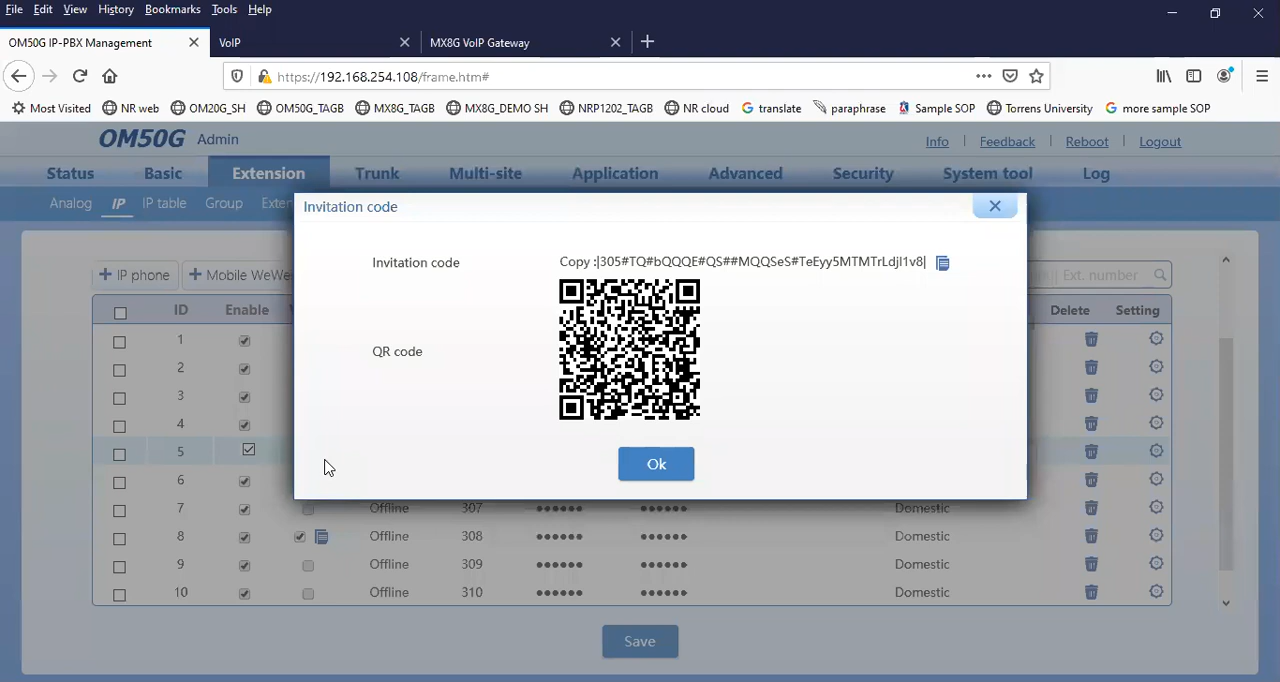 File Edit View History Bookmarks Tools Help
OM50G IP-PBX Management VoIP MX8G VoIP Gateway
https://192.168.254.108/frame.htm#
Most Visited NR web OM20G_SH OM50G_TAGB MX8G_TAGB MX8G_DEMO SH NRP1202_TAGB NR cloud translate paraphrase Sample SOP Torrens University more sample SOP
OM50G Admin Info | Feedback | Reboot | Logout
Status Basic Extension Trunk Multi-site Application Advanced Security System tool Log
Analog IP IP table Group
Invitation code
Invitation code Copy :|305#TQ#bQQQE#QS##MQQSeS#TeEyy5MTMTrLdjI1v8|
IP phone Ext. number
ID Enable Delete Setting
1
2
QR code
3
4
5
Ok
6
7 Offline 307 •••••• •••••• Domestic
8 Offline 308 •••••• •••••• Domestic
9 Offline 309 •••••• •••••• Domestic
10 Offline 310 •••••• •••••• Domestic
Save